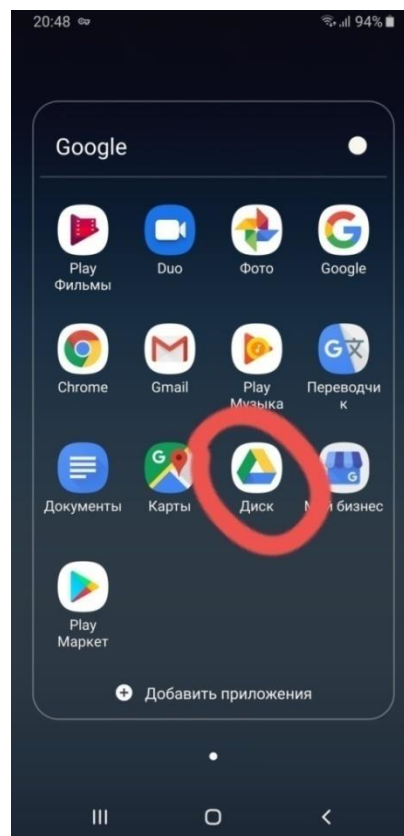 20:48 94%
Google
Play
Фильмы
Duo
Фото
Google
Chrome
Gmail
Play
Музыка
Переводчи
к
Документы
Карты
Диск
Мой бизнес
Play
Маркет
Добавить приложения